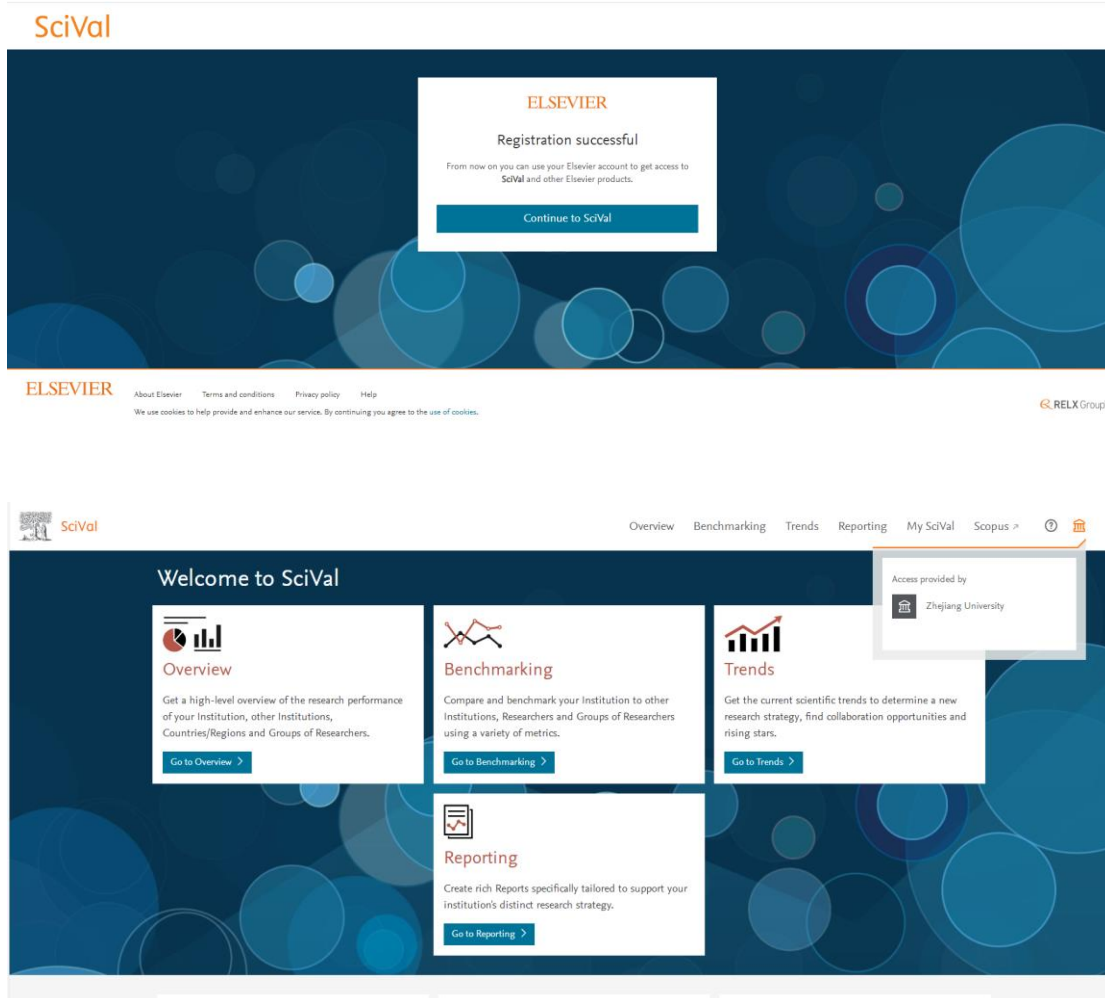 SciVal
ELSEVIER
Registration successful
From now on you can use your Elsevier account to get access to
SciVal and other Elsevier products.
Continue to SciVal
ELSEVIER
About Elsevier Terms and conditions Privacy policy Help
We use cookies to help provide and enhance our service. By continuing you agree to the use of cookies.
RELX Group
SciVal
Overview Benchmarking Trends Reporting My SciVal Scopus
Access provided by
Zhejiang University
Welcome to SciVal
Overview
Get a high-level overview of the research performance
of your Institution, other Institutions,
Countries/Regions and Groups of Researchers.
Go to Overview >
Benchmarking
Compare and benchmark your Institution to other
Institutions, Researchers and Groups of Researchers
using a variety of metrics.
Go to Benchmarking >
Trends
Get the current scientific trends to determine a new
research strategy, find collaboration opportunities and
rising stars.
Go to Trends >
Reporting
Create rich Reports specifically tailored to support your
institution's distinct research strategy.
Go to Reporting >